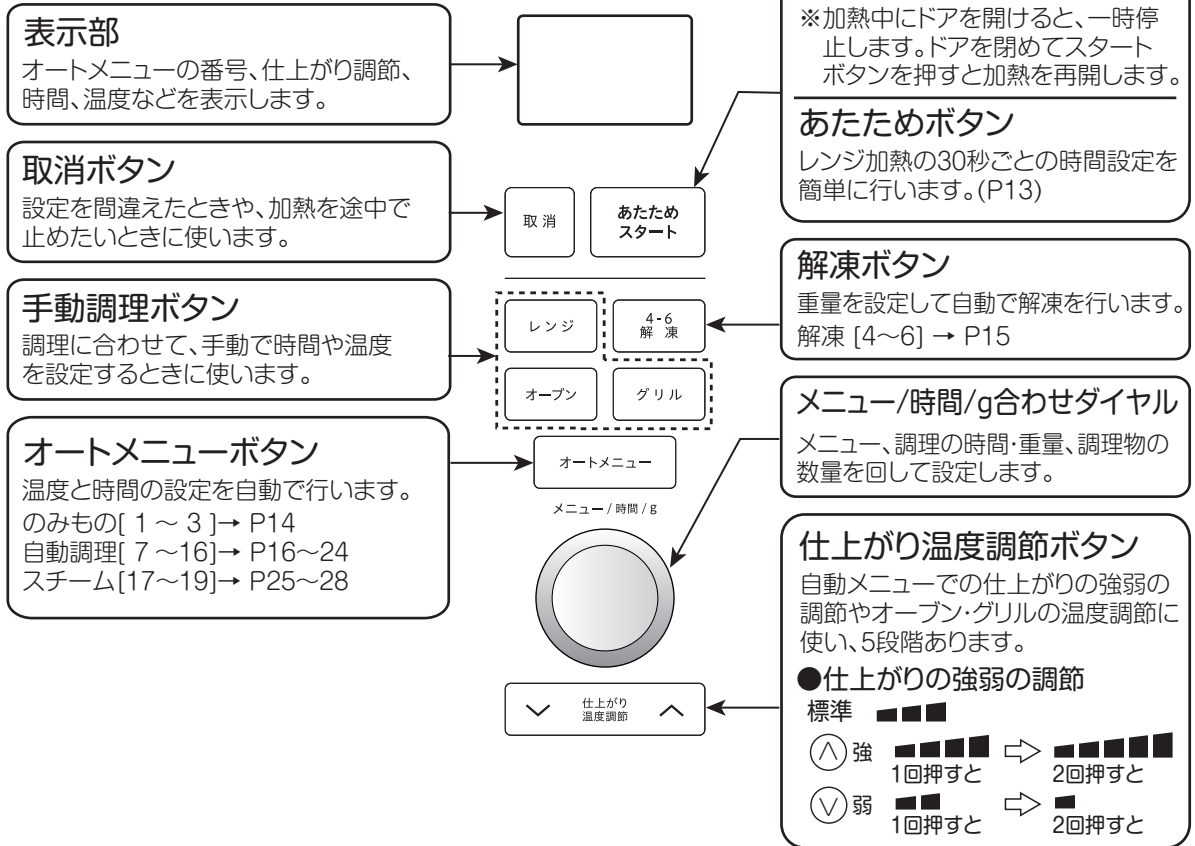 表示部
オートメニューの番号、仕上がり調節、
時間、温度などを表示します。
取消ボタン
設定を間違えたときや、加熱を途中で
止めたいときに使います。
手動調理ボタン
調理に合わせて、手動で時間や温度
を設定するときに使います。
オートメニューボタン
温度と時間の設定を自動で行います。
のみもの[ 1 ~ 3 ]→ P14
自動調理[ 7 ~16]→ P16~24
スチーム[17~19]→ P25~28
取消
あたため
スタート
レンジ
4-6
解凍
オーブン
グリル
オートメニュー
メニュー / 時間 / g
仕上がり
温度調節
※加熱中にドアを開けると、一時停
止します。ドアを閉めてスタート
ボタンを押すと加熱を再開します。
あたためボタン
レンジ加熱の30秒ごとの時間設定を
簡単に行います。(P13)
解凍ボタン
重量を設定して自動で解凍を行います。
解凍 [4~6] → P15
メニュー/時間/g合わせダイヤル
メニュー、調理の時間・重量、調理物の
数量を回して設定します。
仕上がり温度調節ボタン
自動メニューでの仕上がりの強弱の
調節やオーブン・グリルの温度調節に
使い、5段階あります。
●仕上がりの強弱の調節
標準
強
1回押すと 2回押すと
弱
1回押すと 2回押すと